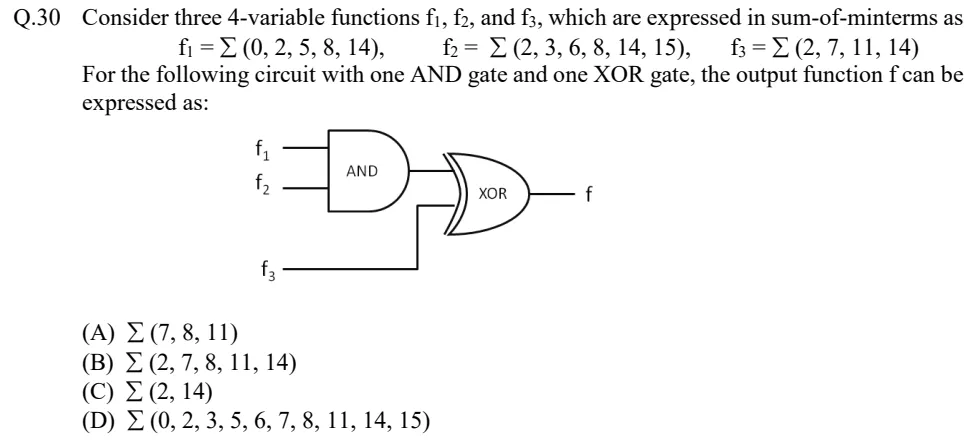 Q.30 Consider three 4-variable functions f₁, f₂, and f₃, which are expressed in sum-of-minterms as
f₁ = ∑ (0, 2, 5, 8, 14), f₂ = ∑ (2, 3, 6, 8, 14, 15), f₃ = ∑ (2, 7, 11, 14)
For the following circuit with one AND gate and one XOR gate, the output function f can be
expressed as:
f₁
AND
f₂
XOR
f
f₃
(A) ∑ (7, 8, 11)
(B) ∑ (2, 7, 8, 11, 14)
(C) ∑ (2, 14)
(D) ∑ (0, 2, 3, 5, 6, 7, 8, 11, 14, 15)